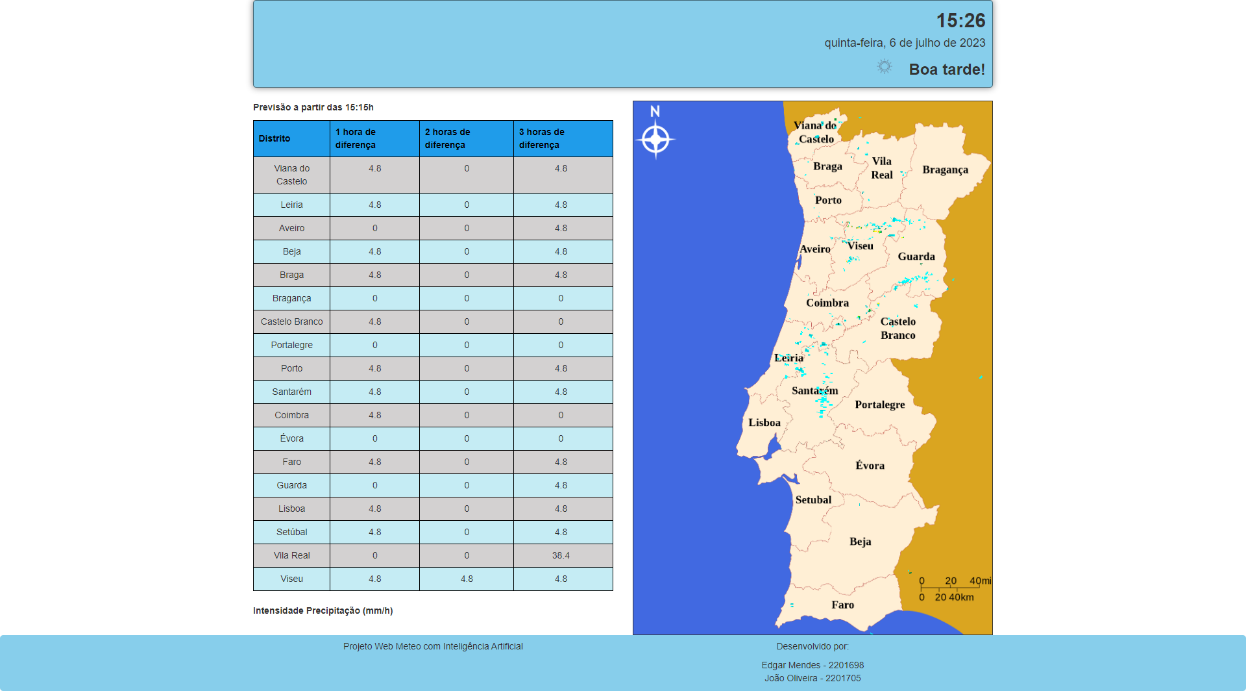 15:26
quinta-feira, 6 de julho de 2023
Boa tarde!
Previsão a partir das 15:15h
Distrito 1 hora de diferença 2 horas de diferença 3 horas de diferença
Viana do Castelo 4.8 0 4.8
Leiria 4.8 0 4.8
Aveiro 0 0 4.8
Beja 4.8 0 4.8
Braga 4.8 0 4.8
Bragança 0 0 0
Castelo Branco 4.8 0 0
Portalegre 0 0 0
Porto 4.8 0 4.8
Santarém 4.8 0 4.8
Coimbra 4.8 0 0
Évora 0 0 0
Faro 4.8 0 4.8
Guarda 0 0 4.8
Lisboa 4.8 0 4.8
Setúbal 4.8 0 4.8
Vila Real 0 0 38.4
Viseu 4.8 4.8 4.8
Intensidade Precipitação (mm/h)
N
Viana do
Castelo
Braga
Vila
Real
Bragança
Porto
Aveiro
Viseu
Guarda
Coimbra
Castelo
Branco
Leiria
Santarém
Portalegre
Lisboa
Évora
Setubal
Beja
Faro
0 20 40mi
0 20 40km
Projeto Web Meteo com Inteligência Artificial
Desenvolvido por:
Edgar Mendes - 2201698
João Oliveira - 2201705